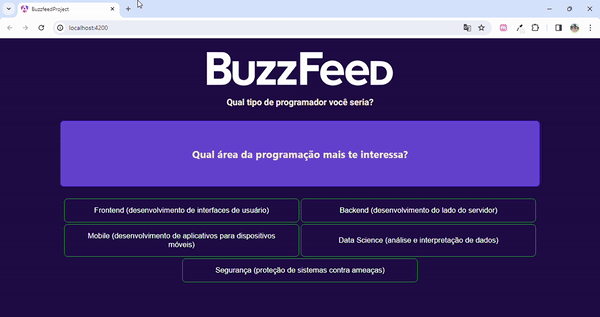 BuzzfeedProject
localhost:4200
BuzzFeed
Qual tipo de programador você seria?
Qual área da programação mais te interessa?
Frontend (desenvolvimento de interfaces de usuário)
Backend (desenvolvimento do lado do servidor)
Mobile (desenvolvimento de aplicativos para dispositivos
móveis)
Data Science (análise e interpretação de dados)
Segurança (proteção de sistemas contra ameaças)